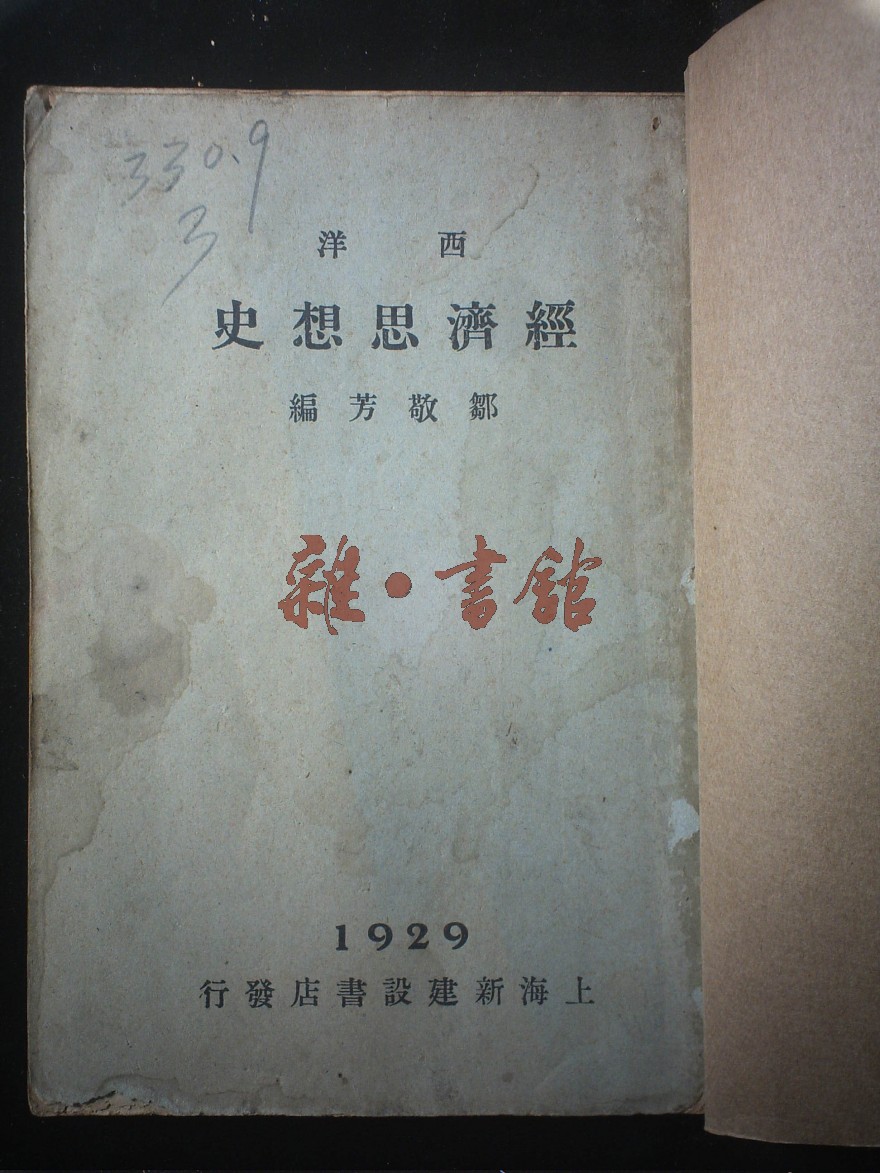 330.9
3
西洋
經濟思想史
鄒敬芳編
雜·書館
1929
上海新建設書店發行